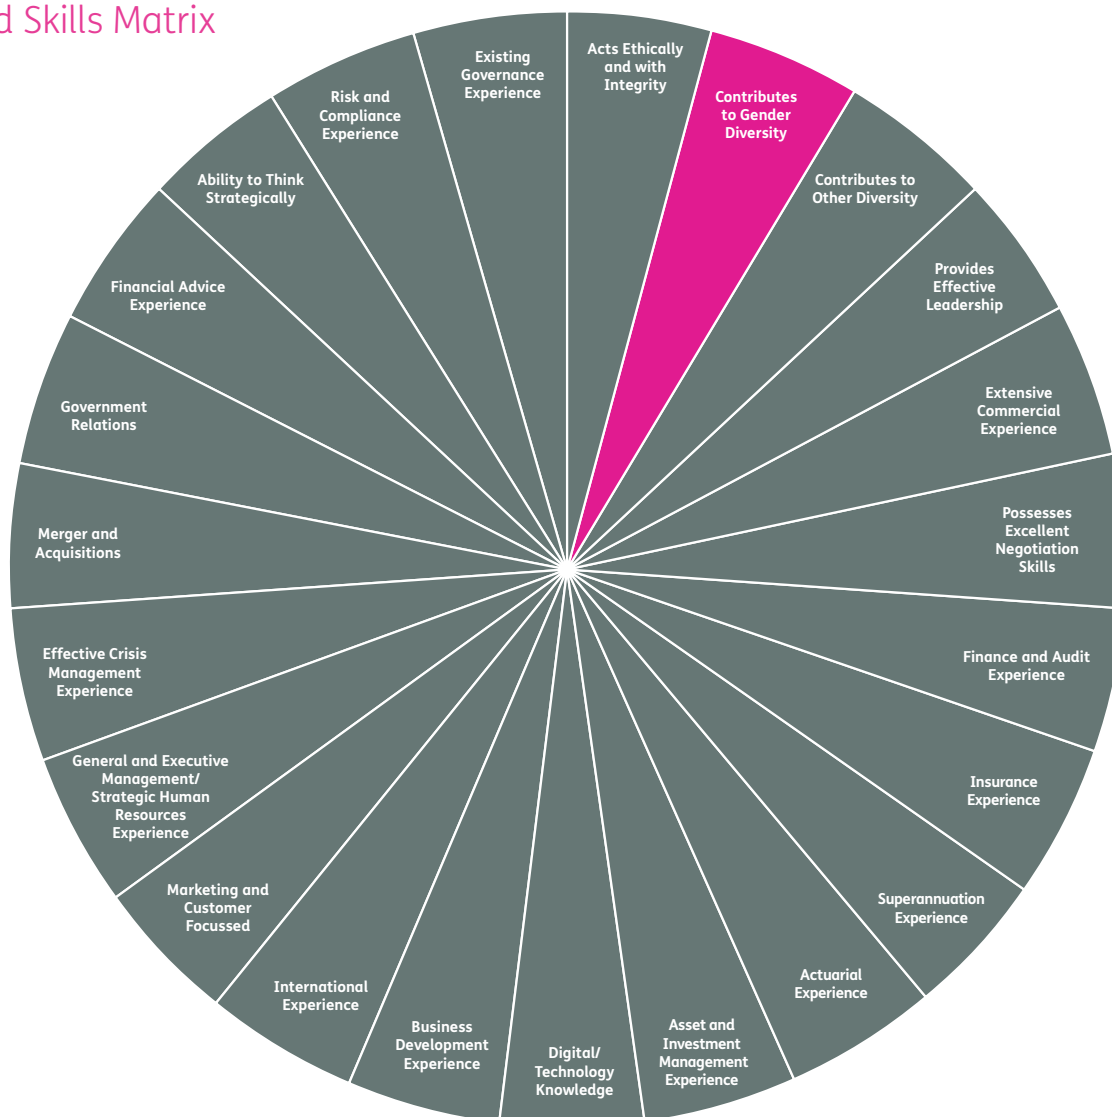 d Skills Matrix
Acts Ethically
and with
Integrity
Contributes
to Gender
Diversity
Contributes to
Other Diversity
Provides
Effective
Leadership
Extensive
Commercial
Experience
Possesses
Excellent
Negotiation
Skills
Finance and Audit
Experience
Insurance
Experience
Superannuation
Experience
Actuarial
Experience
Asset and
Investment
Management
Experience
Digital/
Technology
Knowledge
Business
Development
Experience
International
Experience
Marketing and
Customer
Focussed
General and Executive
Management/
Strategic Human
Resources
Experience
Effective Crisis
Management
Experience
Merger and
Acquisitions
Government
Relations
Financial Advice
Experience
Ability to Think
Strategically
Risk and
Compliance
Experience
Existing
Governance
Experience